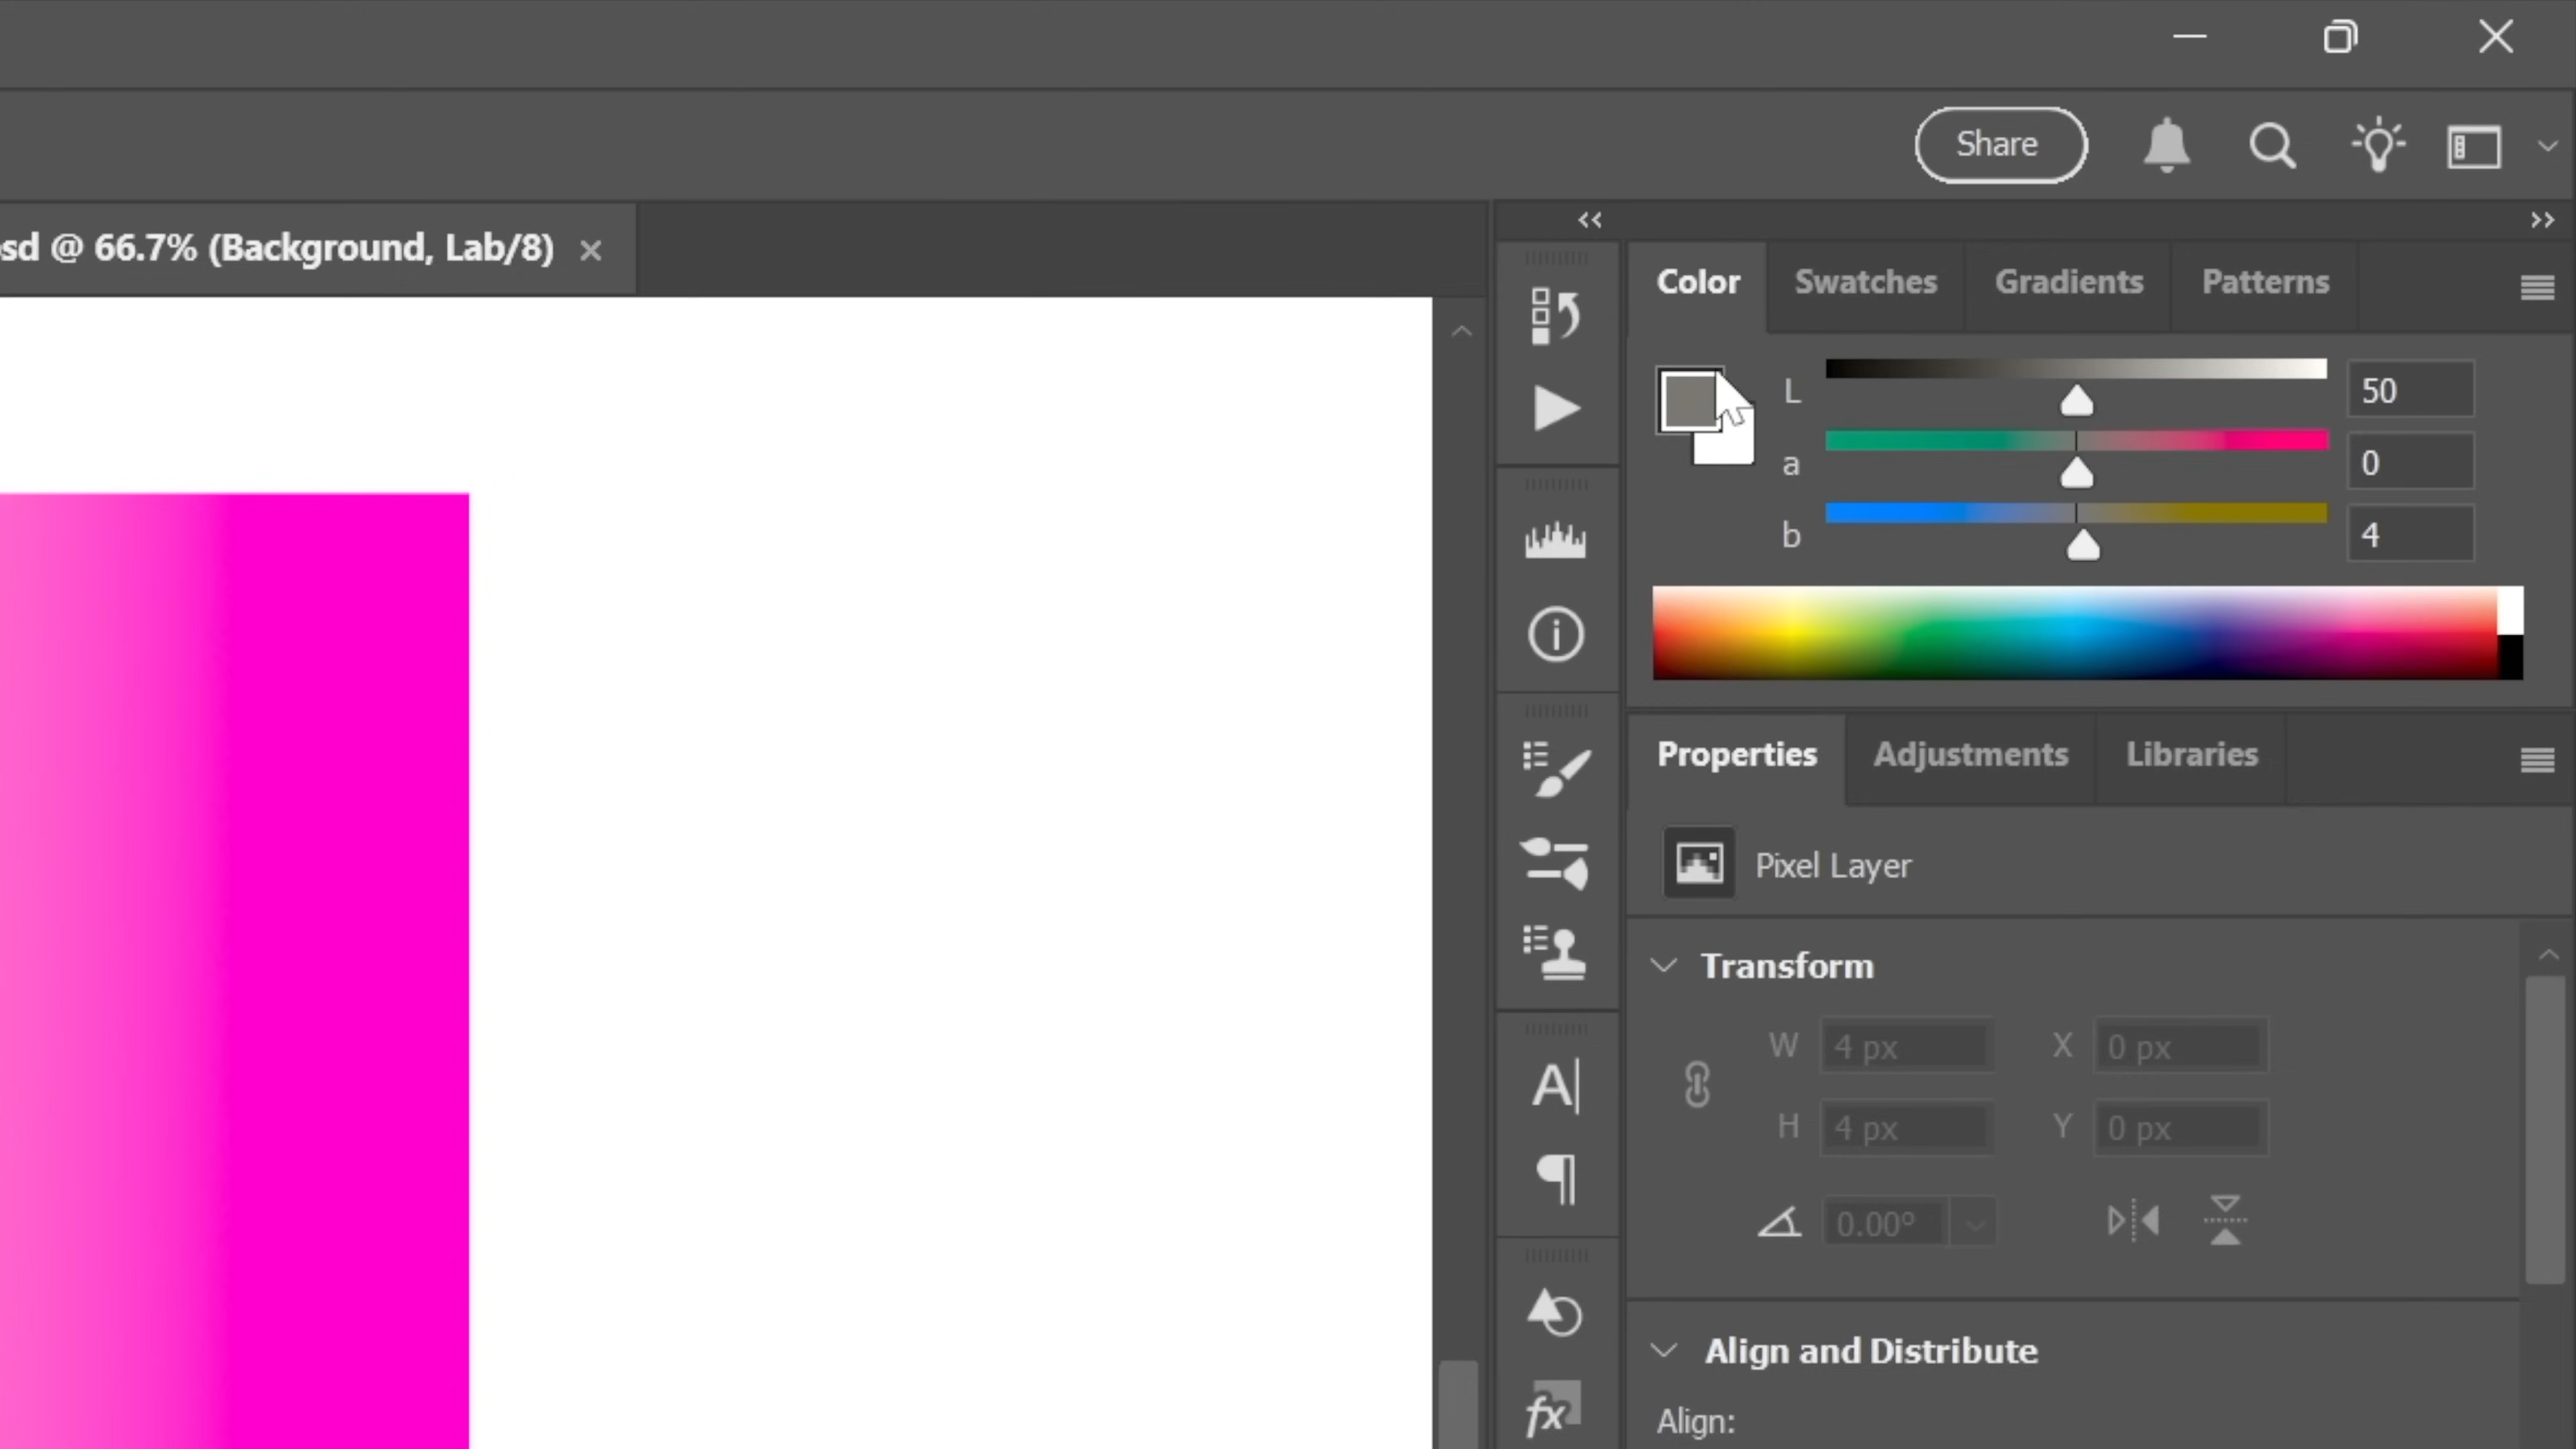 Share
sd @ 66.7% (Background, Lab/8)
Color Swatches Gradients Patterns
L 50
a 0
b 4
Properties Adjustments Libraries
Pixel Layer
Transform
W 4 px X 0 px
H 4 px Y 0 px
0.00°
Align and Distribute
Align: